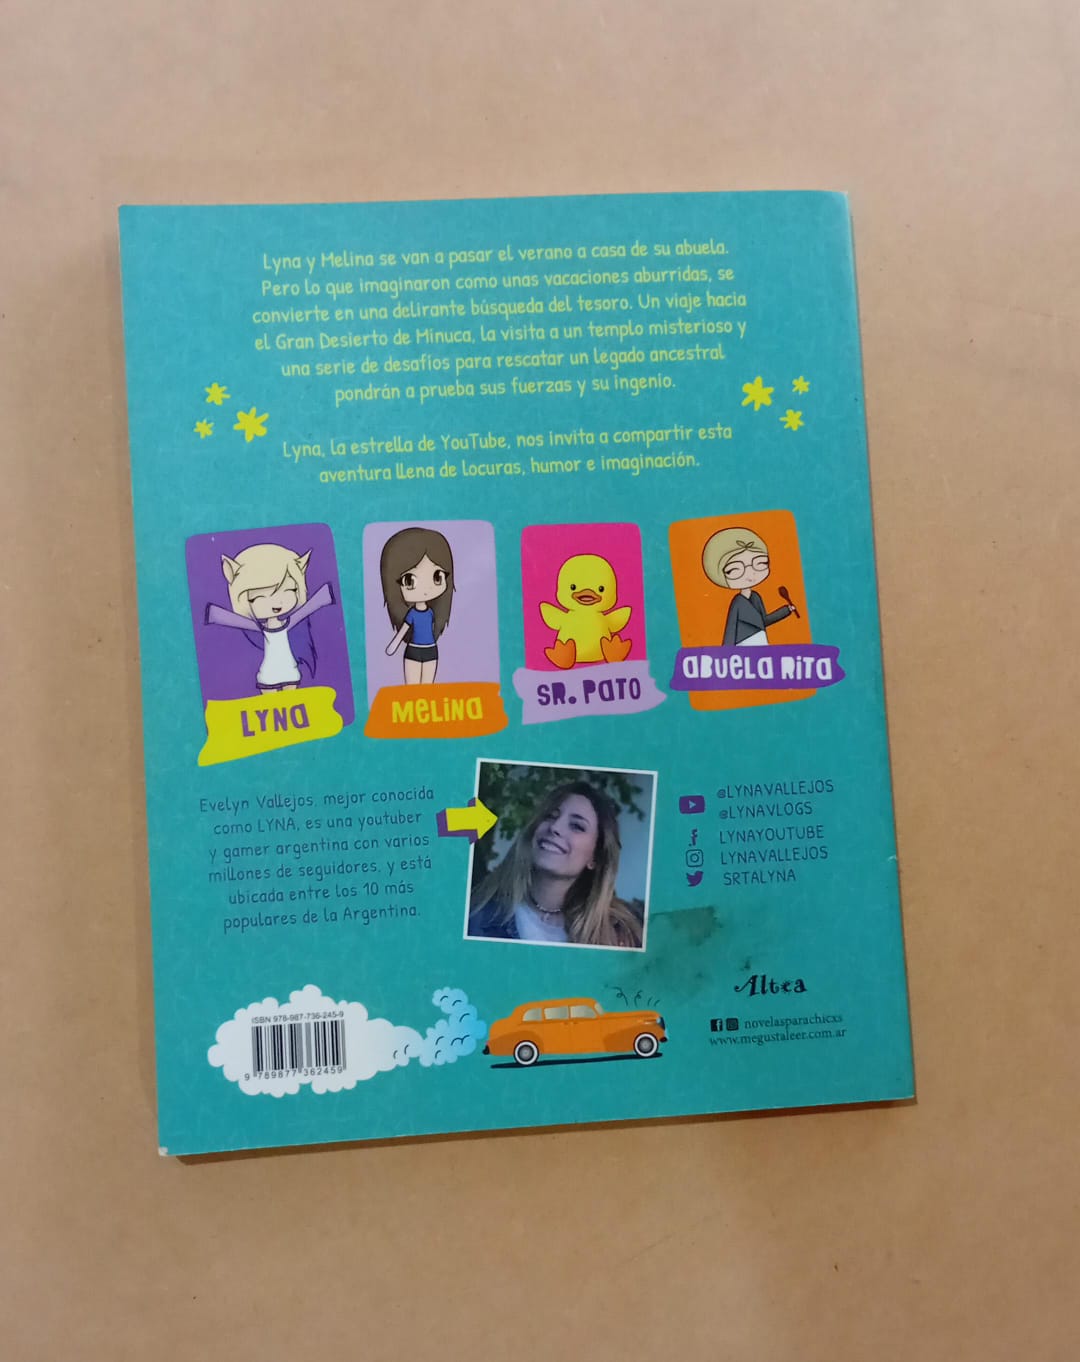 Lyna y Melina se van a pasar el verano a casa de su abuela.
Pero lo que imaginaron como unas vacaciones aburridas, se
convierte en una delirante búsqueda del tesoro. Un viaje hacia
el Gran Desierto de Minuca, la visita a un templo misterioso y
una serie de desafíos para rescatar un legado ancestral
pondrán a prueba sus fuerzas y su ingenio.
Lyna, la estrella de YouTube, nos invita a compartir esta
aventura llena de locuras, humor e imaginación.
LYNA
MELINA
SR. PATO
ABUELA RITA
Evelyn Vallejos, mejor conocida
como LYNA, es una youtuber
y gamer argentina con varios
millones de seguidores, y está
ubicada entre los 10 más
populares de la Argentina.
@LYNAVALLEJOS
@LYNAVLOGS
LYNAYOUTUBE
LYNAVALLEJOS
SRTALYNA
Altea
novelasparachicxs
www.megustaleer.com.ar
ISBN 978-987-736-245-9
9 789877 362459